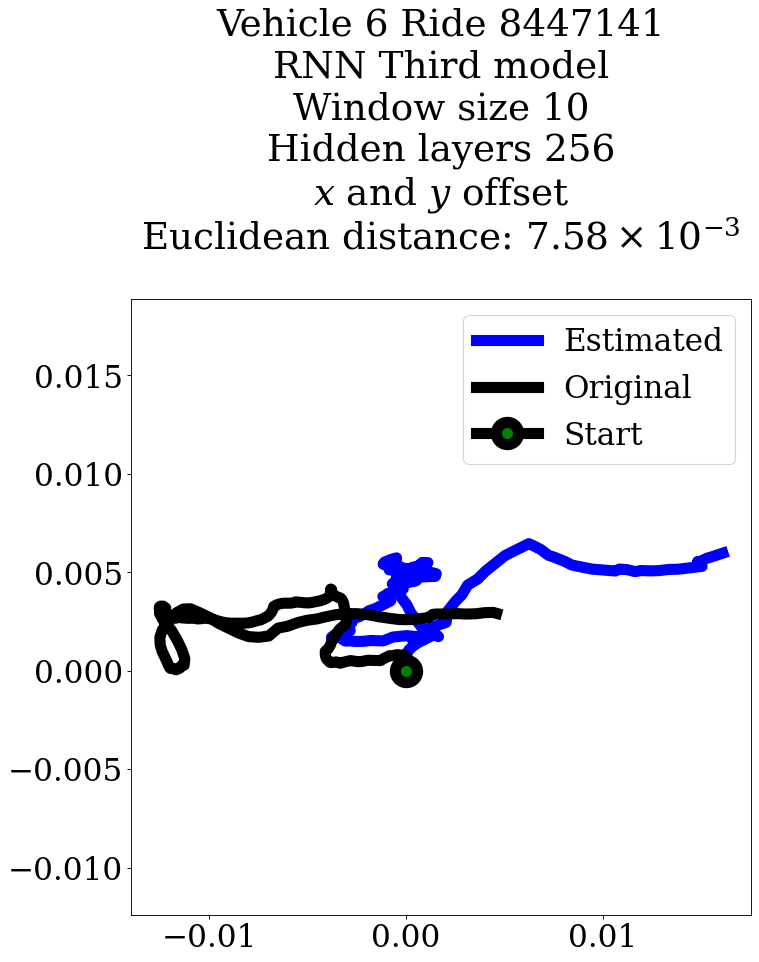 Vehicle 6 Ride 8447141
RNN Third model
Window size 10
Hidden layers 256
x and y offset
Euclidean distance: 7.58 × 10⁻³
Estimated
Original
Start
0.015
0.010
0.005
0.000
−0.005
−0.010
−0.01
0.00
0.01